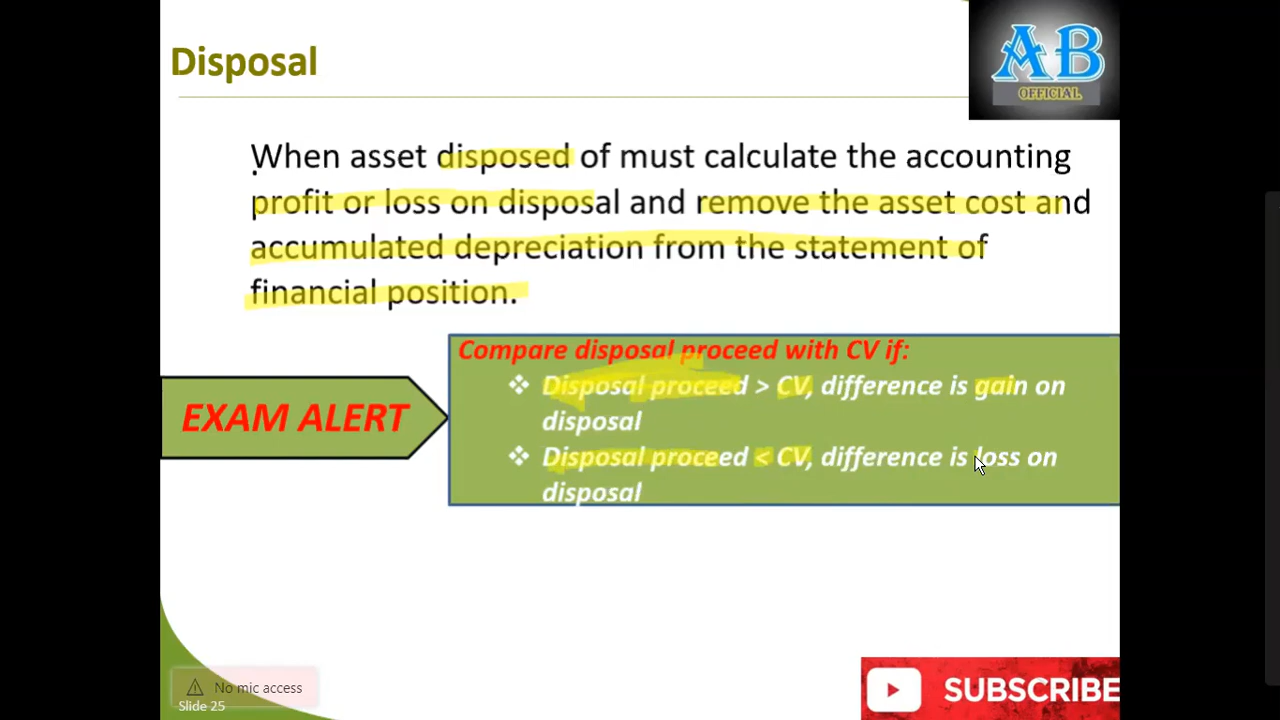 Disposal
AB
OFFICIAL
When asset disposed of must calculate the accounting
profit or loss on disposal and remove the asset cost and
accumulated depreciation from the statement of
financial position.
EXAM ALERT
Compare disposal proceed with CV if:
❖ Disposal proceed > CV, difference is gain on
disposal
❖ Disposal proceed < CV, difference is loss on
disposal
No mic access
Slide 25
SUBSCRIBE